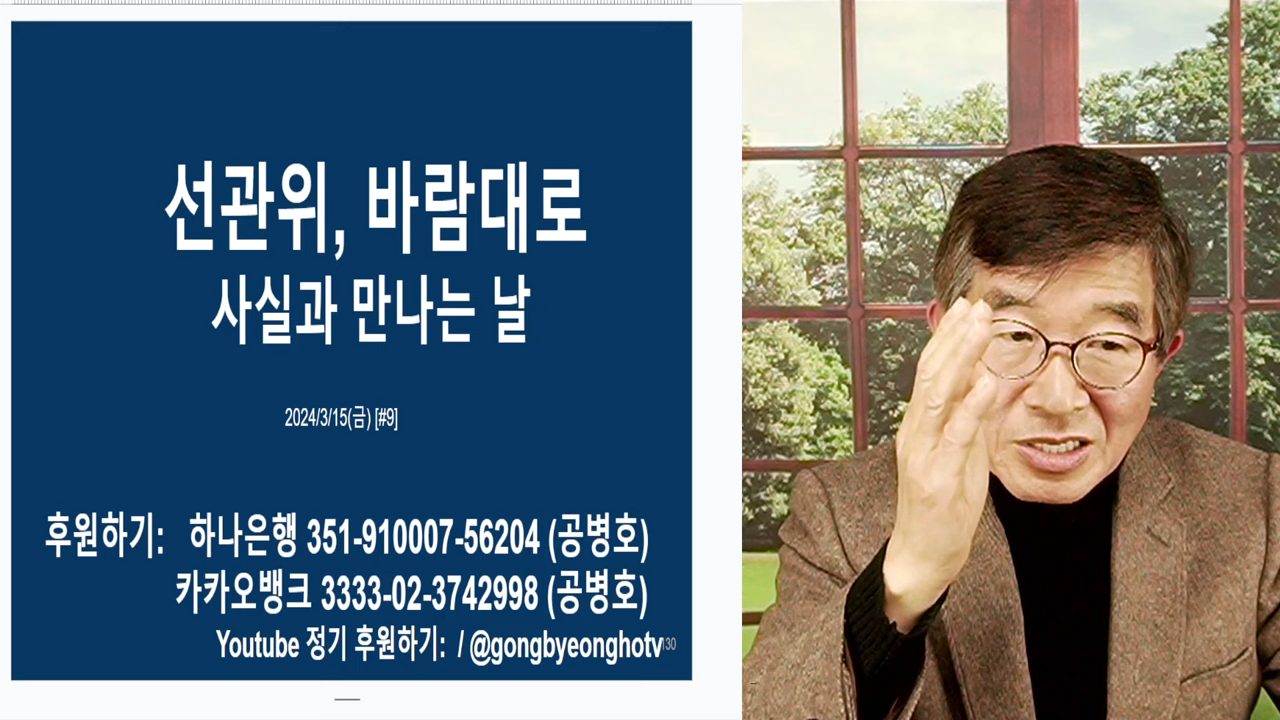 선관위, 바람대로
사실과 만나는 날
2024/3/15(금) [#9]
후원하기: 하나은행 351-910007-56204 (공병호)
카카오뱅크 3333-02-3742998 (공병호)
Youtube 정기 후원하기: / @gongbyeonghotv
130